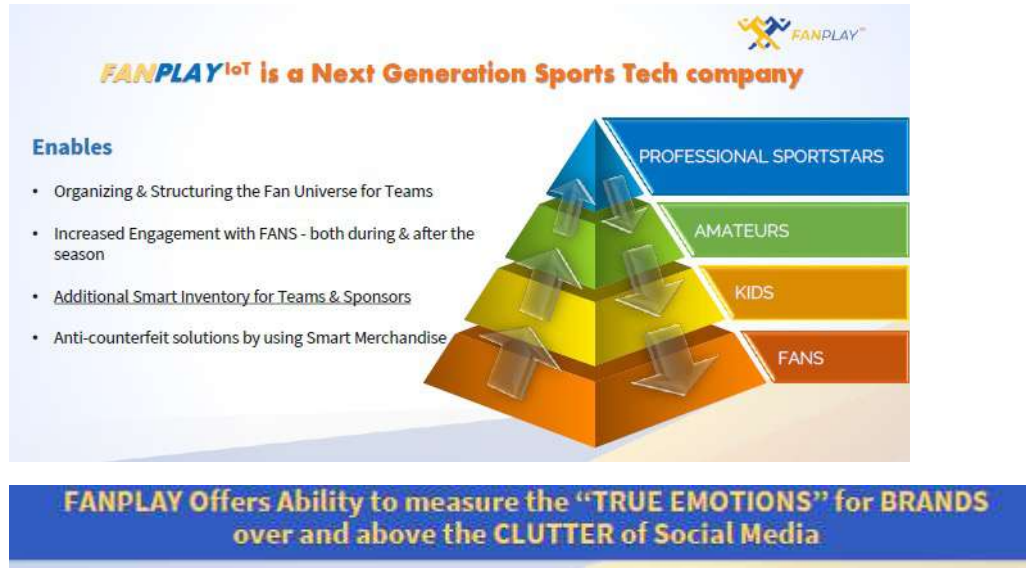 FANPLAY™
FANPLAY IoT is a Next Generation Sports Tech company
Enables
• Organizing & Structuring the Fan Universe for Teams
• Increased Engagement with FANS - both during & after the
season
• Additional Smart Inventory for Teams & Sponsors
• Anti-counterfeit solutions by using Smart Merchandise
PROFESSIONAL SPORTSTARS
AMATEURS
KIDS
FANS
FANPLAY Offers Ability to measure the “TRUE EMOTIONS” for BRANDS
over and above the CLUTTER of Social Media